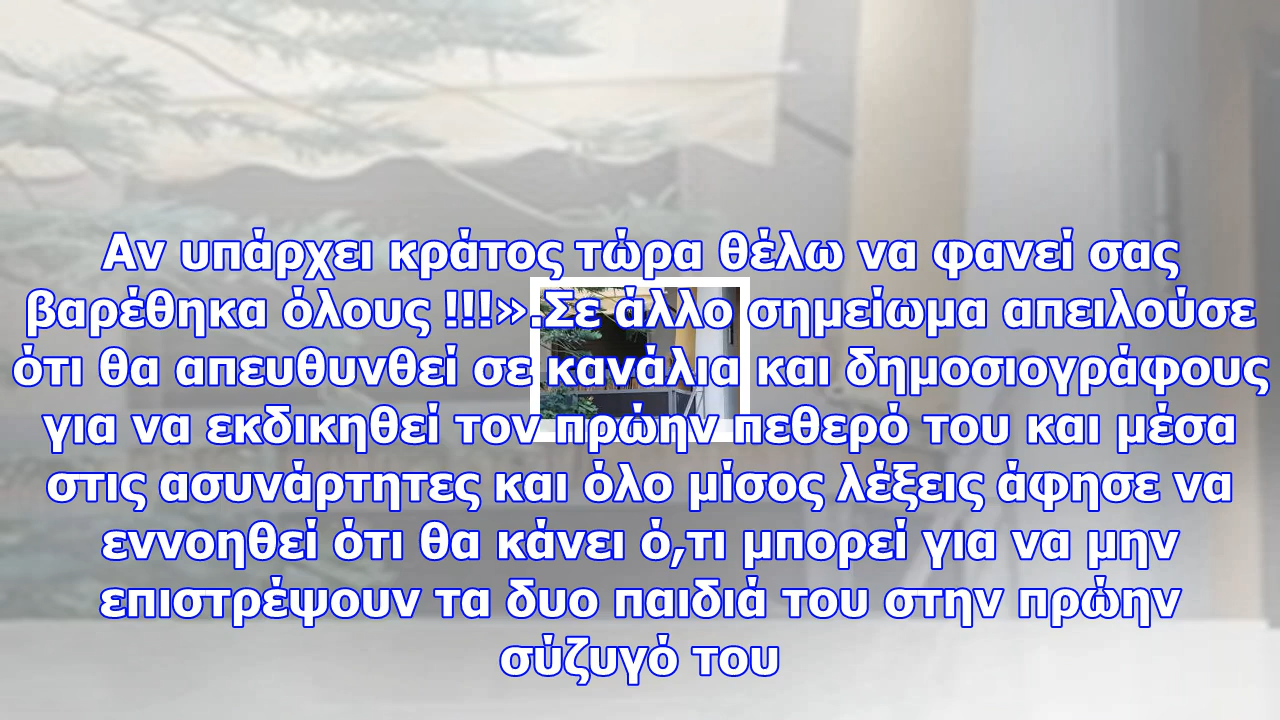 Αν υπάρχει κράτος τώρα θέλω να φανεί σας
βαρέθηκα όλους !!!».Σε άλλο σημείωμα απειλούσε
ότι θα απευθυνθεί σε κανάλια και δημοσιογράφους
για να εκδικηθεί τον πρώην πεθερό του και μέσα
στις ασυνάρτητες και όλο μίσος λέξεις άφησε να
εννοηθεί ότι θα κάνει ό,τι μπορεί για να μην
επιστρέψουν τα δυο παιδιά του στην πρώην
σύζυγό του